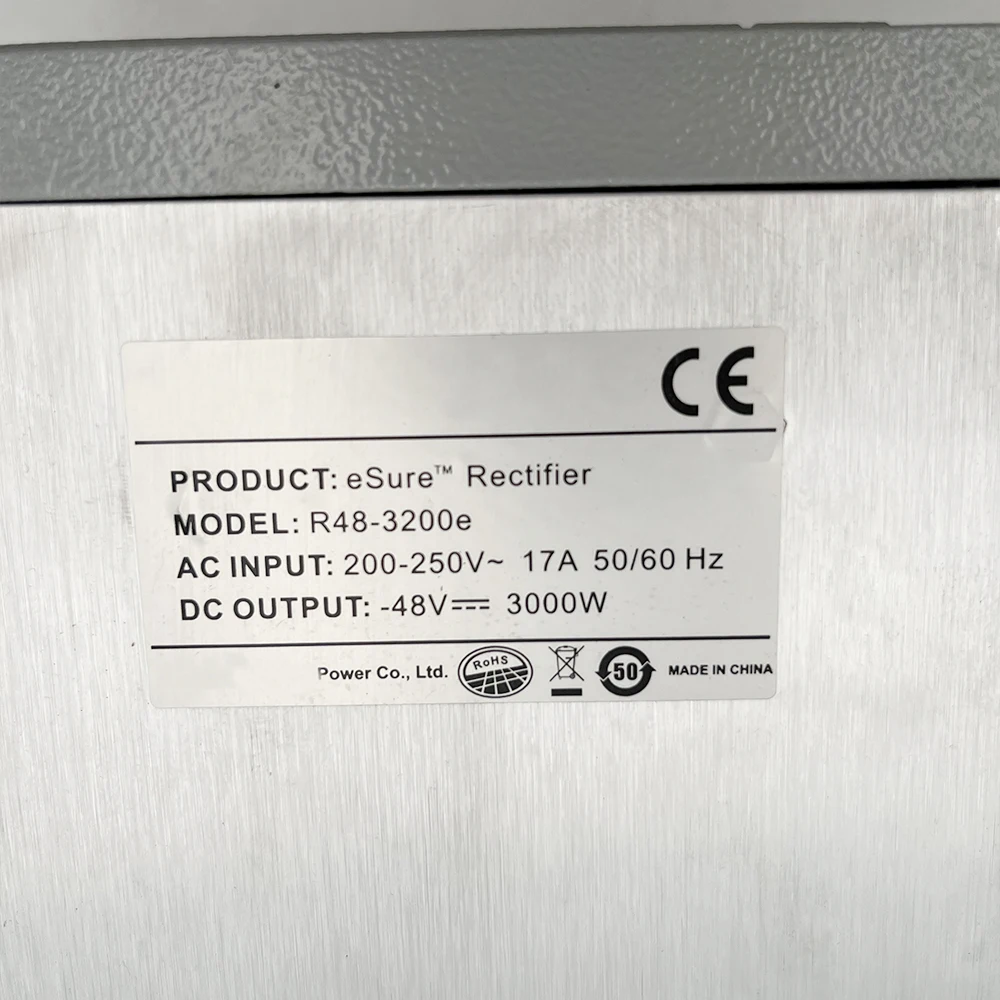 CE
PRODUCT: eSure™ Rectifier
MODEL: R48-3200e
AC INPUT: 200-250V~ 17A 50/60 Hz
DC OUTPUT: -48V⎓ 3000W
Power Co., Ltd. RoHS 50 MADE IN CHINA